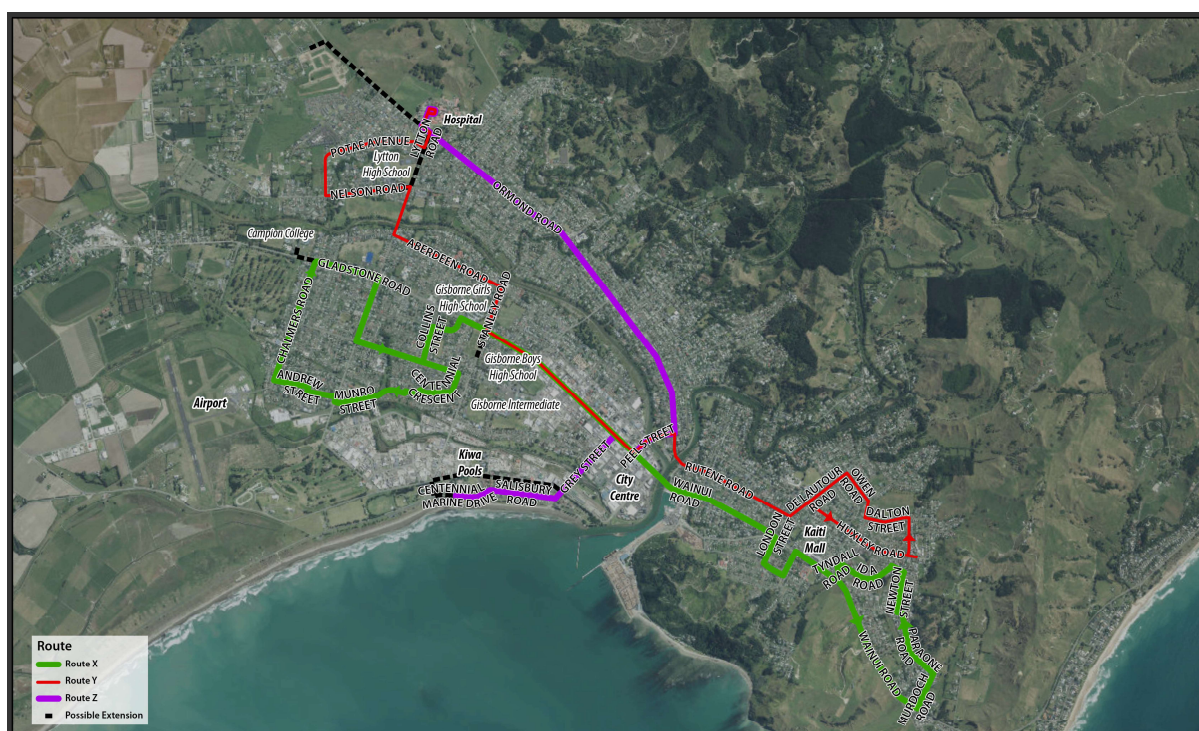 Hospital
LYTTON
ROAD
POTAE AVENUE
Lytton
High School
NELSON ROAD
ORMOND ROAD
Campion College
GLADSTONE ROAD
ABERDEEN ROAD
CHALMERS ROAD
Gisborne Girls
High School
STANLEY ROAD
COLLINS
STREET
Gisborne Boys
High School
CENTENNIAL
CRESCENT
ANDREW
STREET
MUNRO
STREET
Airport
Gisborne Intermediate
Kiwa
Pools
GREY STREET
PEEL STREET
CENTENNIAL
MARINE DRIVE
SALISBURY
ROAD
City
Centre
RUTENE ROAD
WAINUI
ROAD
DELAUTOUR
ROAD
OWEN
ROAD
DALTON
STREET
LONDON
STREET
Kaiti
Mall
HUXLEY ROAD
TYNDALL
ROAD
IDA
ROAD
NEWTON
STREET
PARAONE
ROAD
WAINUI ROAD
MURDOCH
ROAD
Route
Route X
Route Y
Route Z
Possible Extension